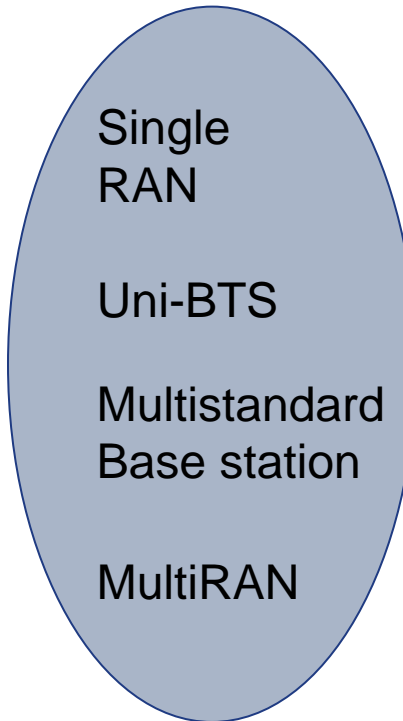 Single
RAN
Uni-BTS
Multistandard
Base station
MultiRAN